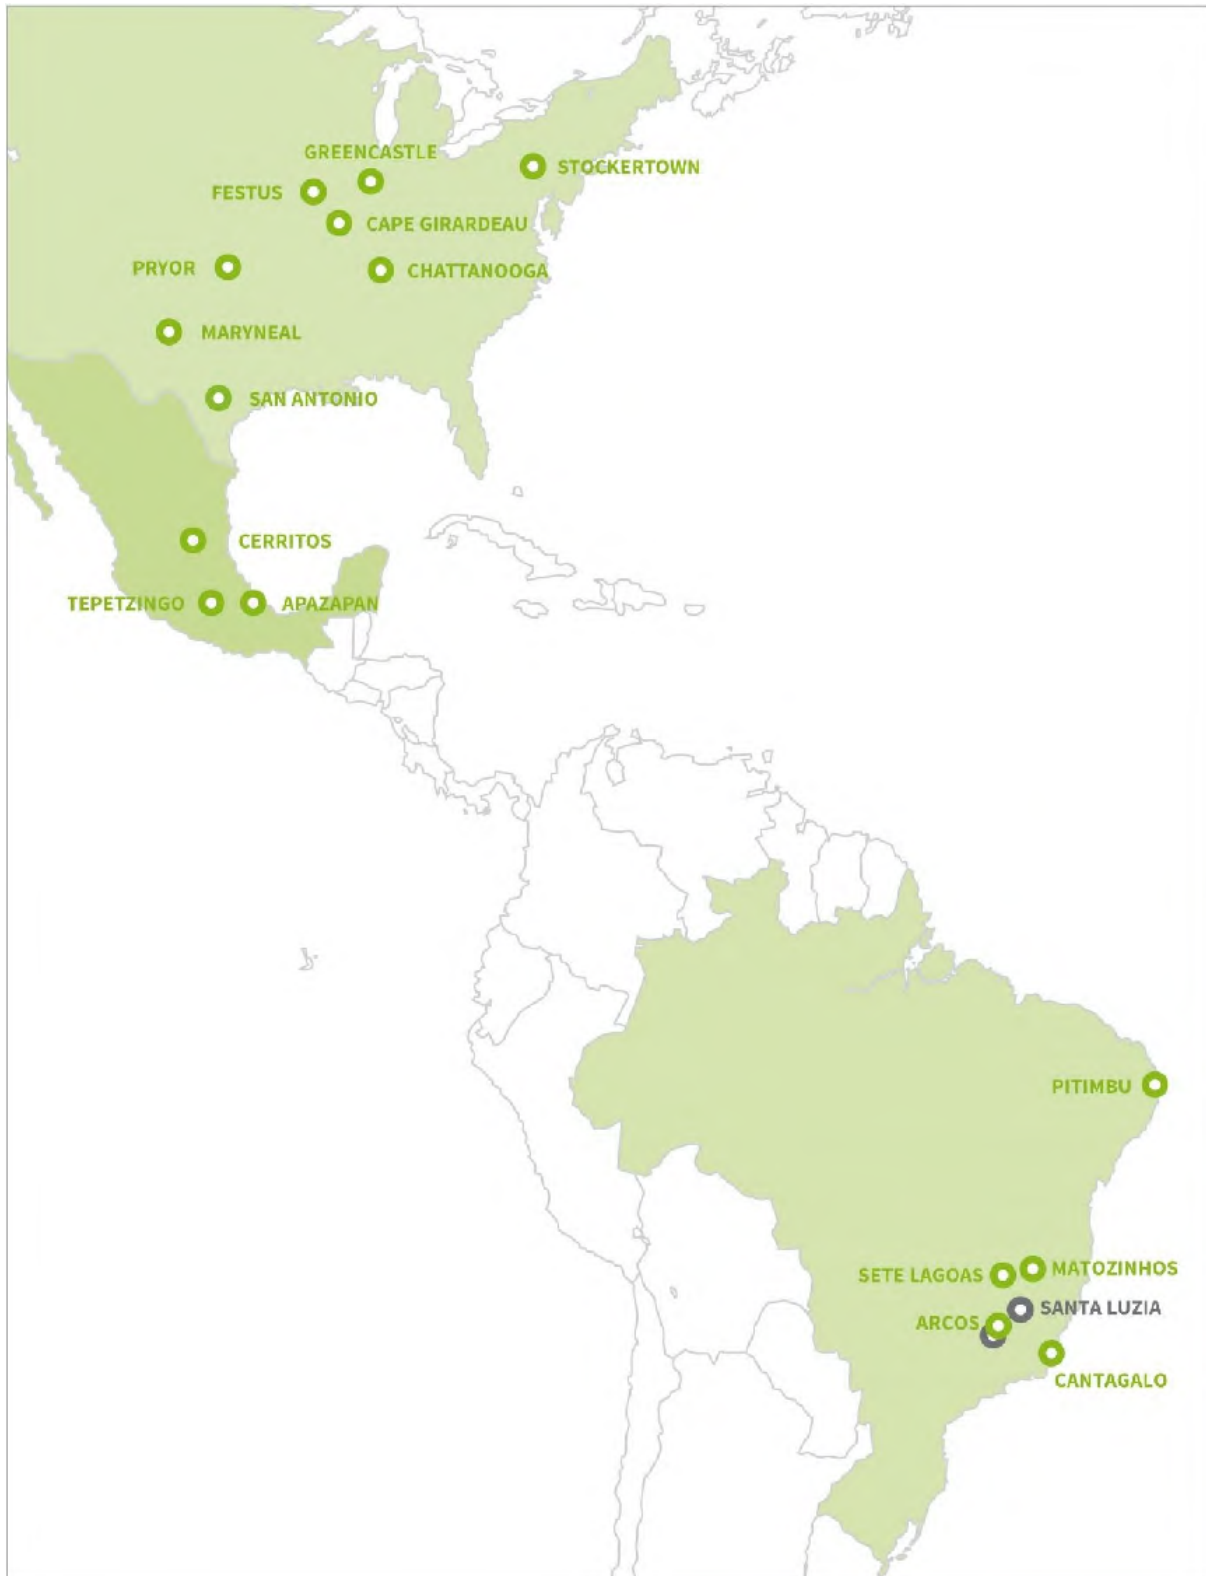 GREENCASTLE
STOCKERTOWN
FESTUS
CAPE GIRARDEAU
PRYOR
CHATTANOOGA
MARYNEAL
SAN ANTONIO
CERRITOS
TEPETZINGO
APAZAPAN
PITIMBU
SETE LAGOAS
MATOZINHOS
SANTA LUZIA
ARCOS
CANTAGALO